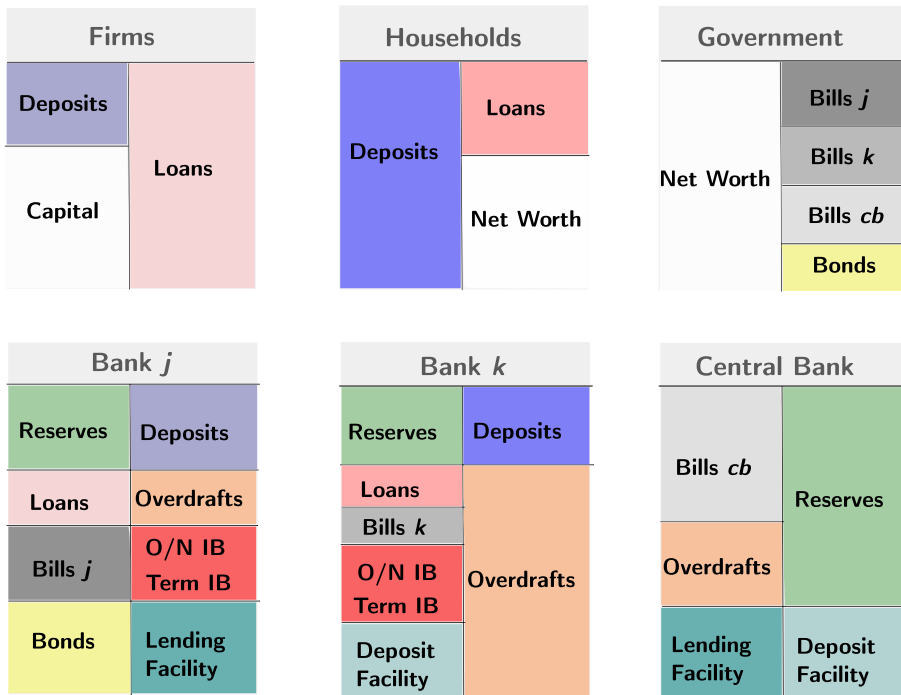 Firms
Deposits
Loans
Capital
Households
Deposits
Loans
Net Worth
Government
Net Worth
Bills j
Bills k
Bills cb
Bonds
Bank j
Reserves
Deposits
Loans
Overdrafts
Bills j
O/N IB
Term IB
Bonds
Lending
Facility
Bank k
Reserves
Deposits
Loans
Bills k
O/N IB
Term IB
Overdrafts
Deposit
Facility
Central Bank
Bills cb
Reserves
Overdrafts
Lending
Facility
Deposit
Facility